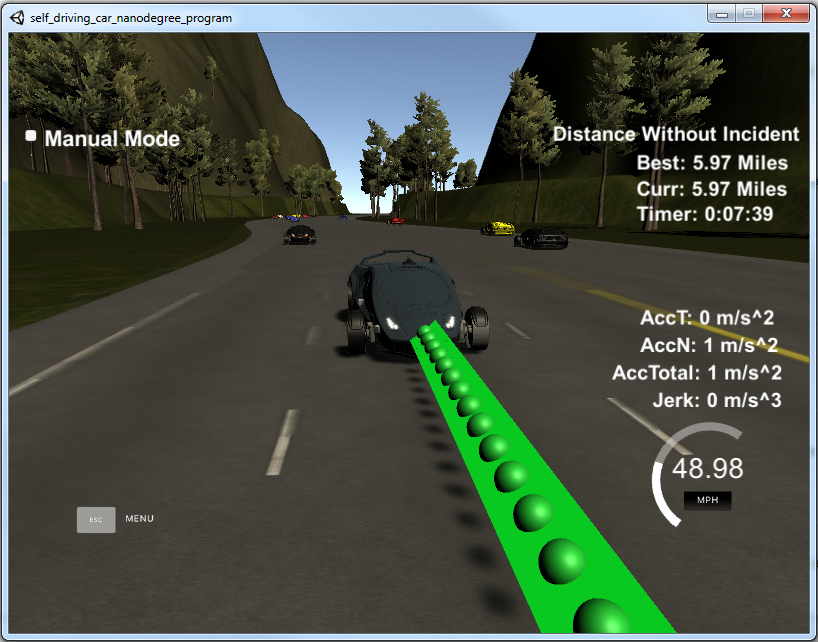 self_driving_car_nanodegree_program
Manual Mode
Distance Without Incident
Best: 5.97 Miles
Curr: 5.97 Miles
Timer: 0:07:39
AccT: 0 m/s^2
AccN: 1 m/s^2
AccTotal: 1 m/s^2
Jerk: 0 m/s^3
48.98
MPH
ESC MENU